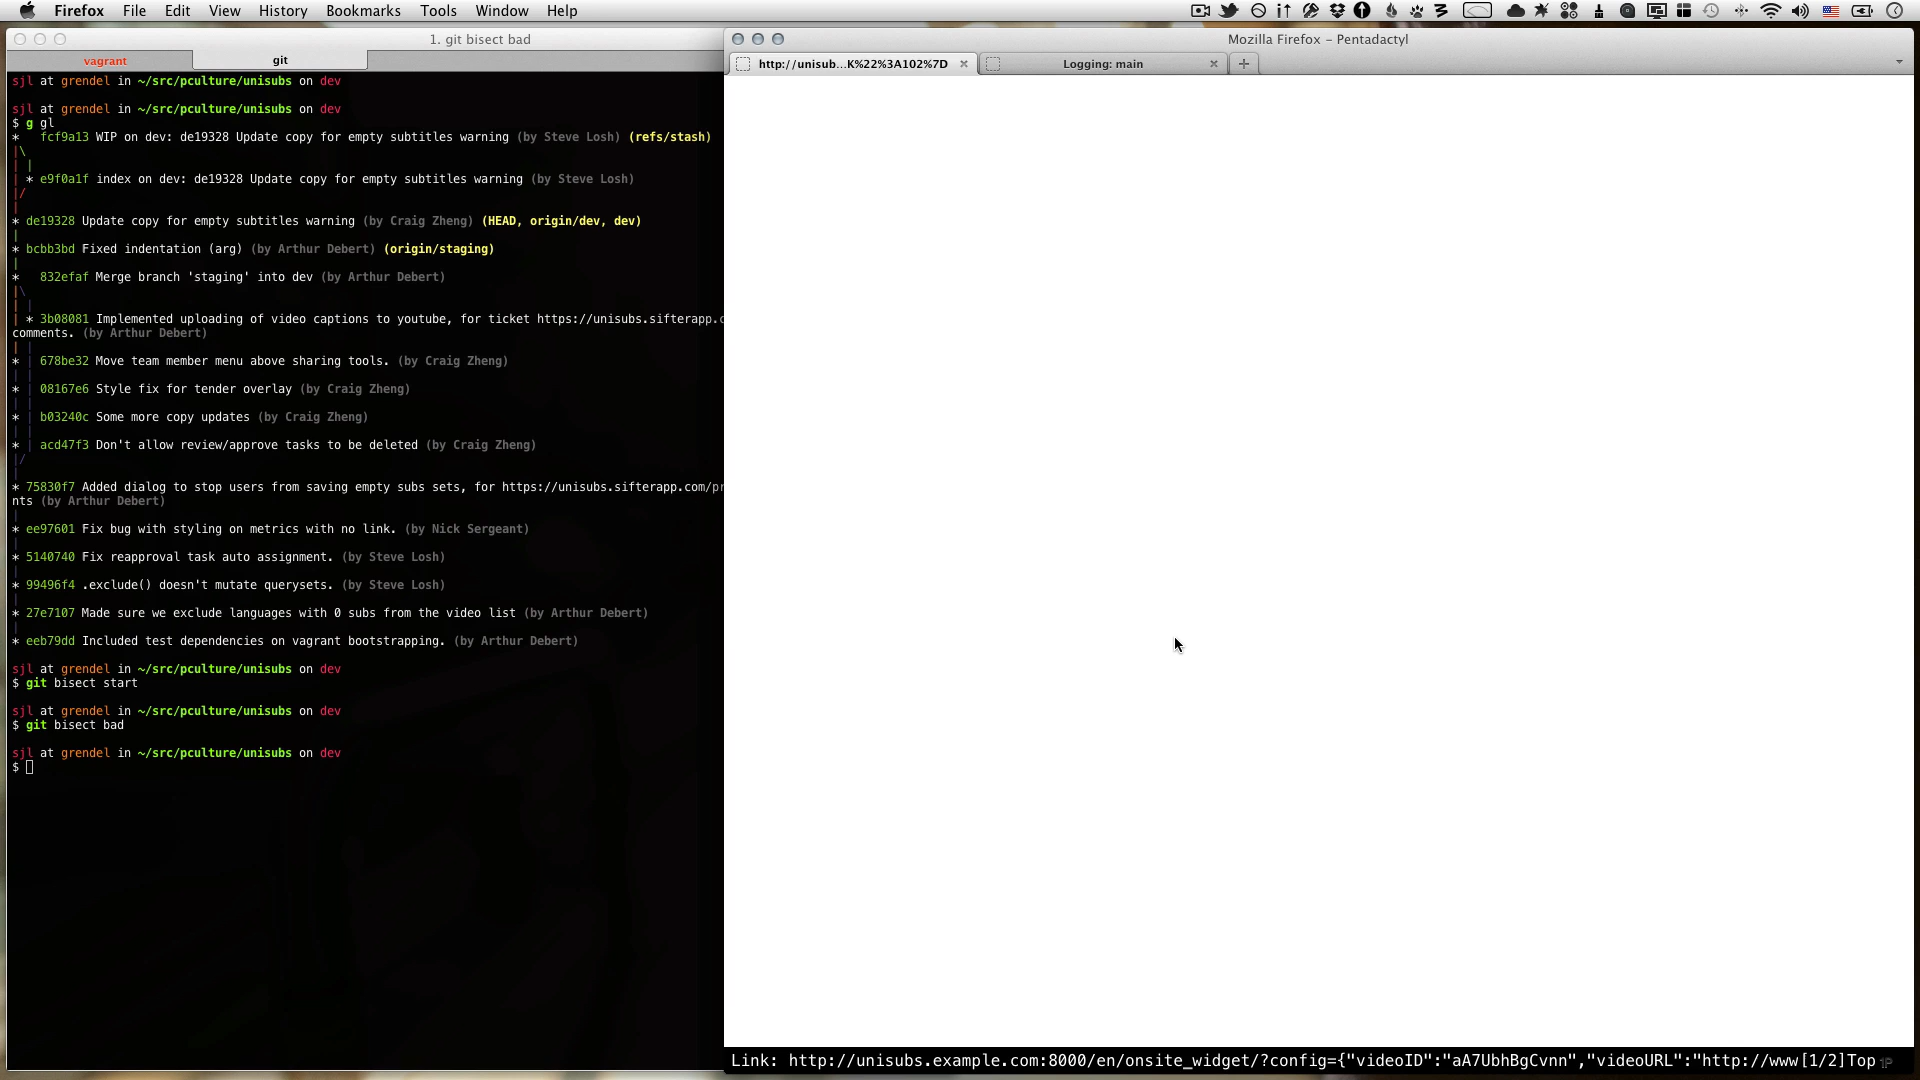 Firefox File Edit View History Bookmarks Tools Window Help
1. git bisect bad
vagrant git
sjl at grendel in ~/src/pculture/unisubs on dev
sjl at grendel in ~/src/pculture/unisubs on dev
$ g gl
* fcf9a13 WIP on dev: de19328 Update copy for empty subtitles warning (by Steve Losh) (refs/stash)
|\
| |
| * e9f0a1f index on dev: de19328 Update copy for empty subtitles warning (by Steve Losh)
|/
|
* de19328 Update copy for empty subtitles warning (by Craig Zheng) (HEAD, origin/dev, dev)
|
* bcbb3bd Fixed indentation (arg) (by Arthur Debert) (origin/staging)
|
* 832efaf Merge branch 'staging' into dev (by Arthur Debert)
|\
| |
| * 3b08081 Implemented uploading of video captions to youtube, for ticket https://unisubs.sifterapp.c
comments. (by Arthur Debert)
| |
* | 678be32 Move team member menu above sharing tools. (by Craig Zheng)
| |
* | 08167e6 Style fix for tender overlay (by Craig Zheng)
| |
* | b03240c Some more copy updates (by Craig Zheng)
| |
* | acd47f3 Don't allow review/approve tasks to be deleted (by Craig Zheng)
|/
|
* 75830f7 Added dialog to stop users from saving empty subs sets, for https://unisubs.sifterapp.com/pr
nts (by Arthur Debert)
|
* ee97601 Fix bug with styling on metrics with no link. (by Nick Sergeant)
|
* 5140740 Fix reapproval task auto assignment. (by Steve Losh)
|
* 99496f4 .exclude() doesn't mutate querysets. (by Steve Losh)
|
* 27e7107 Made sure we exclude languages with 0 subs from the video list (by Arthur Debert)
|
* eeb79dd Included test dependencies on vagrant bootstrapping. (by Arthur Debert)
sjl at grendel in ~/src/pculture/unisubs on dev
$ git bisect start
sjl at grendel in ~/src/pculture/unisubs on dev
$ git bisect bad
sjl at grendel in ~/src/pculture/unisubs on dev
$
Mozilla Firefox – Pentadactyl
http://unisub...K%22%3A102%7D Logging: main
Link: http://unisubs.example.com:8000/en/onsite_widget/?config={"videoID":"aA7UbhBgCvnn","videoURL":"http://www[1/2]Top